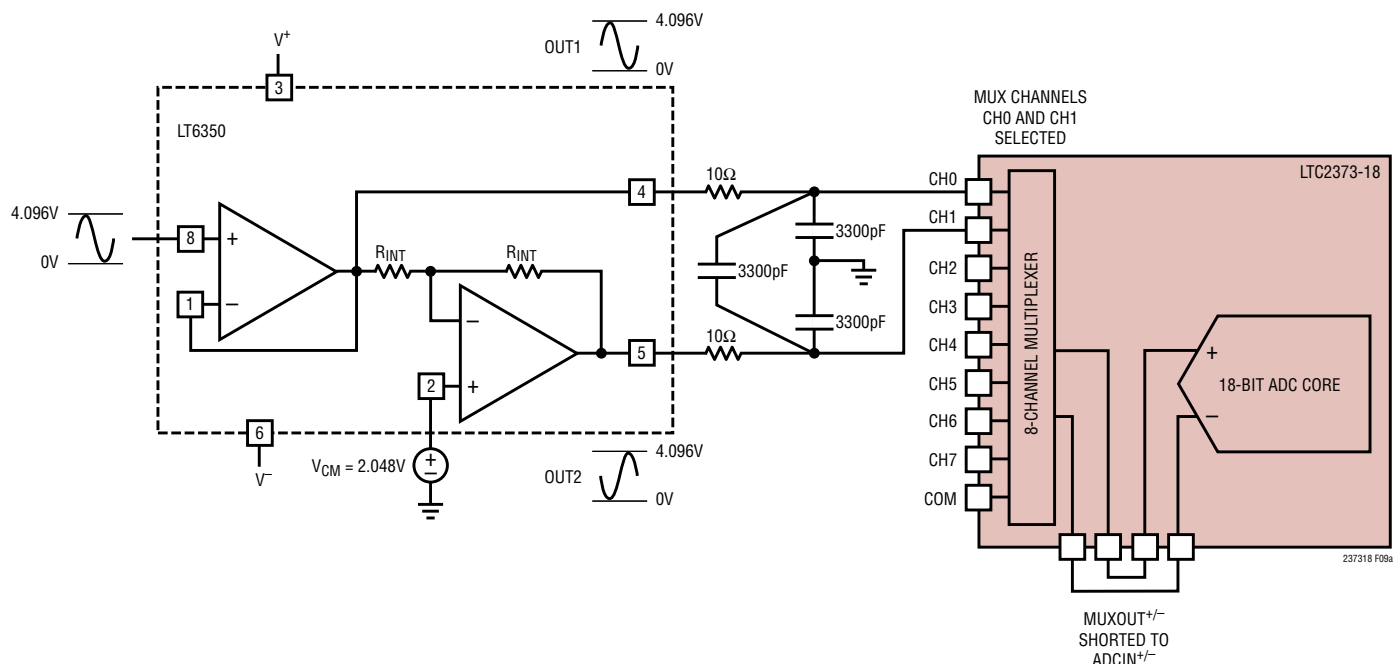 4.096V
OUT1
0V
V+
3
LT6350
MUX CHANNELS
CH0 AND CH1
SELECTED
LTC2373-18
4
10Ω
CH0
4.096V
0V
8
+
1
–
RINT
RINT
3300pF
3300pF
3300pF
CH1
CH2
CH3
CH4
CH5
CH6
CH7
COM
8-CHANNEL MULTIPLEXER
+
–
18-BIT ADC CORE
–
+
2
5
10Ω
6
V–
VCM = 2.048V
+
–
OUT2
4.096V
0V
237318 F09a
MUXOUT+/–
SHORTED TO
ADCIN+/–